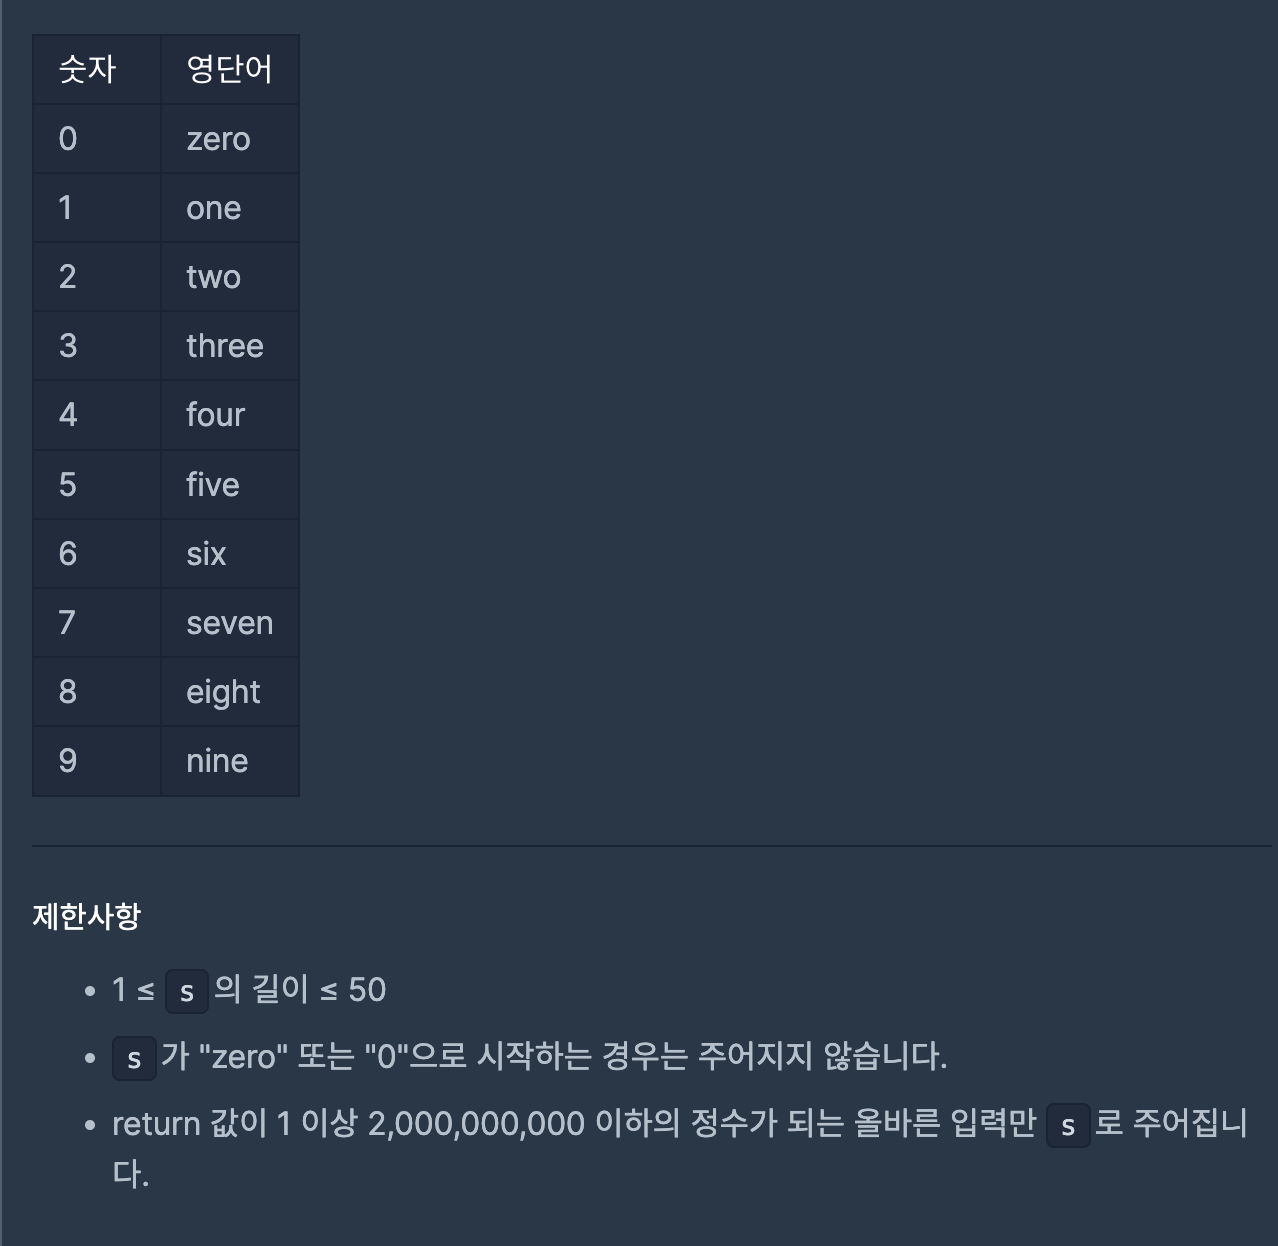 숫자 영단어
0 zero
1 one
2 two
3 three
4 four
5 five
6 six
7 seven
8 eight
9 nine
제한사항
• 1 ≤ s의 길이 ≤ 50
• s가 "zero" 또는 "0"으로 시작하는 경우는 주어지지 않습니다.
• return 값이 1 이상 2,000,000,000 이하의 정수가 되는 올바른 입력만 s로 주어집니
다.